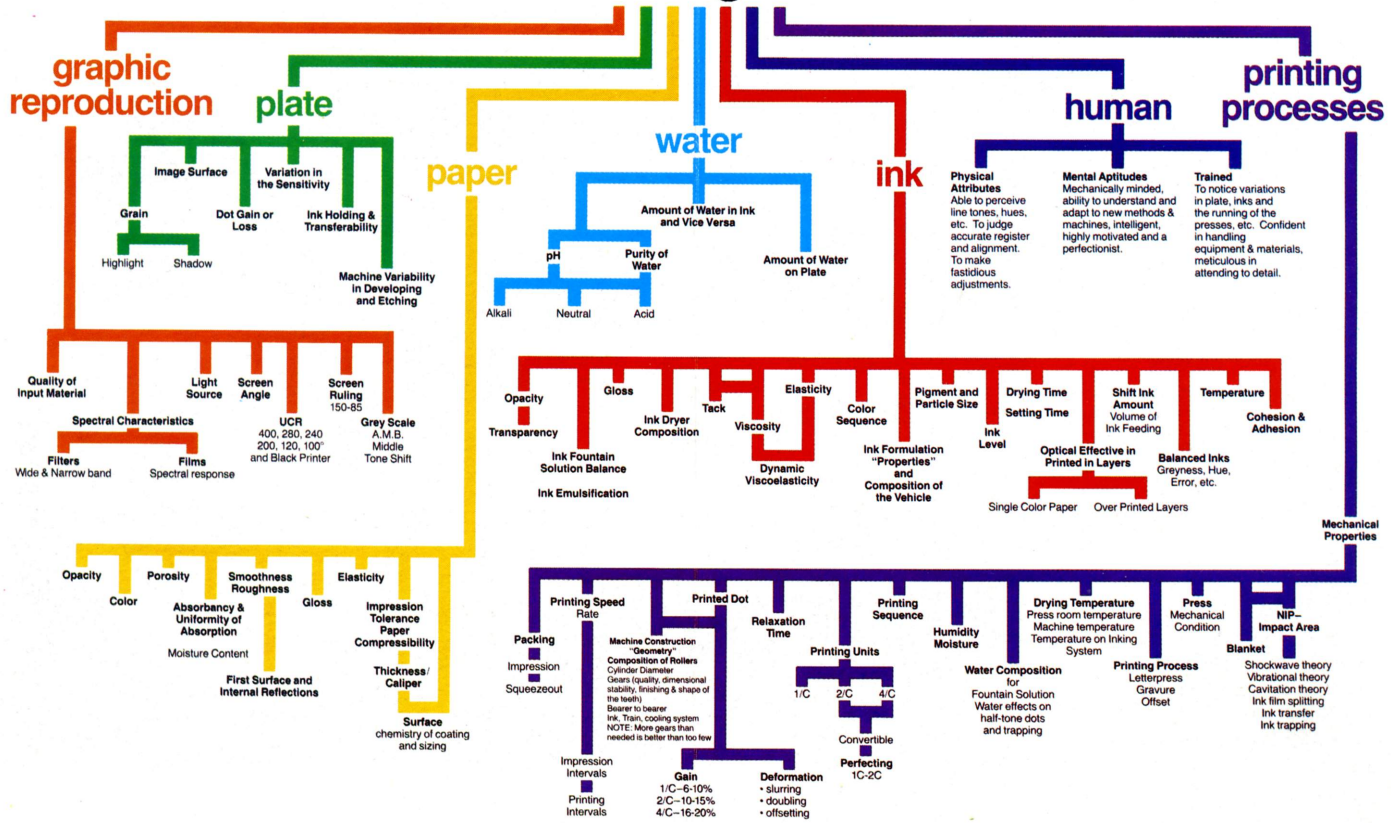 graphic
reproduction
plate
paper
water
ink
human
printing
processes
Grain
Highlight
Shadow
Image Surface
Dot Gain or
Loss
Variation in
the Sensitivity
Ink Holding &
Transferability
Machine Variability
in Developing
and Etching
pH
Purity of
Water
Alkali
Neutral
Acid
Amount of Water in Ink
and Vice Versa
Amount of Water
on Plate
Physical
Attributes
Able to perceive
line tones, hues,
etc. To judge
accurate register
and alignment.
To make
fastidious
adjustments.
Mental Aptitudes
Mechanically minded,
ability to understand and
adapt to new methods &
machines, intelligent,
highly motivated and a
perfectionist.
Trained
To notice variations
in plate, inks and
the running of the
presses, etc. Confident
in handling
equipment & materials,
meticulous in
attending to detail.
Quality of
Input Material
Spectral Characteristics
Filters
Wide & Narrow band
Films
Spectral response
Light
Source
Screen
Angle
UCR
400, 280, 240
200, 120, 100°
and Black Printer
Screen
Ruling
150-85
Grey Scale
A.M.B.
Middle
Tone Shift
Opacity
Transparency
Ink Fountain
Solution Balance
Ink Emulsification
Gloss
Ink Dryer
Composition
Tack
Viscosity
Elasticity
Dynamic
Viscoelasticity
Color
Sequence
Ink Formulation
"Properties"
and
Composition of
the Vehicle
Pigment and
Particle Size
Ink
Level
Drying Time
Setting Time
Optical Effective in
Printed in Layers
Single Color Paper
Over Printed Layers
Shift Ink
Amount
Volume of
Ink Feeding
Balanced Inks
Greyness, Hue,
Error, etc.
Temperature
Cohesion &
Adhesion
Opacity
Color
Porosity
Absorbancy &
Uniformity of
Absorption
Moisture Content
Smoothness
Roughness
First Surface and
Internal Reflections
Gloss
Elasticity
Impression
Tolerance
Paper
Compressibility
Thickness/
Caliper
Surface
chemistry of coating
and sizing
Mechanical
Properties
Packing
Impression
Squeezeout
Printing Speed
Rate
Impression
Intervals
Printing
Intervals
Machine Construction
"Geometry"
Composition of Rollers
Cylinder Diameter
Gears (quality, dimensional
stability, finishing & shape of
the teeth)
Bearer to bearer
Ink, Train, cooling system
NOTE: More gears than
needed is better than too few
Printed Dot
Gain
1/C–6-10%
2/C–10-15%
4/C–16-20%
Deformation
• slurring
• doubling
• offsetting
Relaxation
Time
Printing Units
1/C
2/C
4/C
Convertible
Perfecting
1C-2C
Printing
Sequence
Humidity
Moisture
Water Composition
for
Fountain Solution
Water effects on
half-tone dots
and trapping
Drying Temperature
Press room temperature
Machine temperature
Temperature on Inking
System
Printing Process
Letterpress
Gravure
Offset
Press
Mechanical
Condition
Blanket
NIP–
Impact Area
Shockwave theory
Vibrational theory
Cavitation theory
Ink film splitting
Ink transfer
Ink trapping